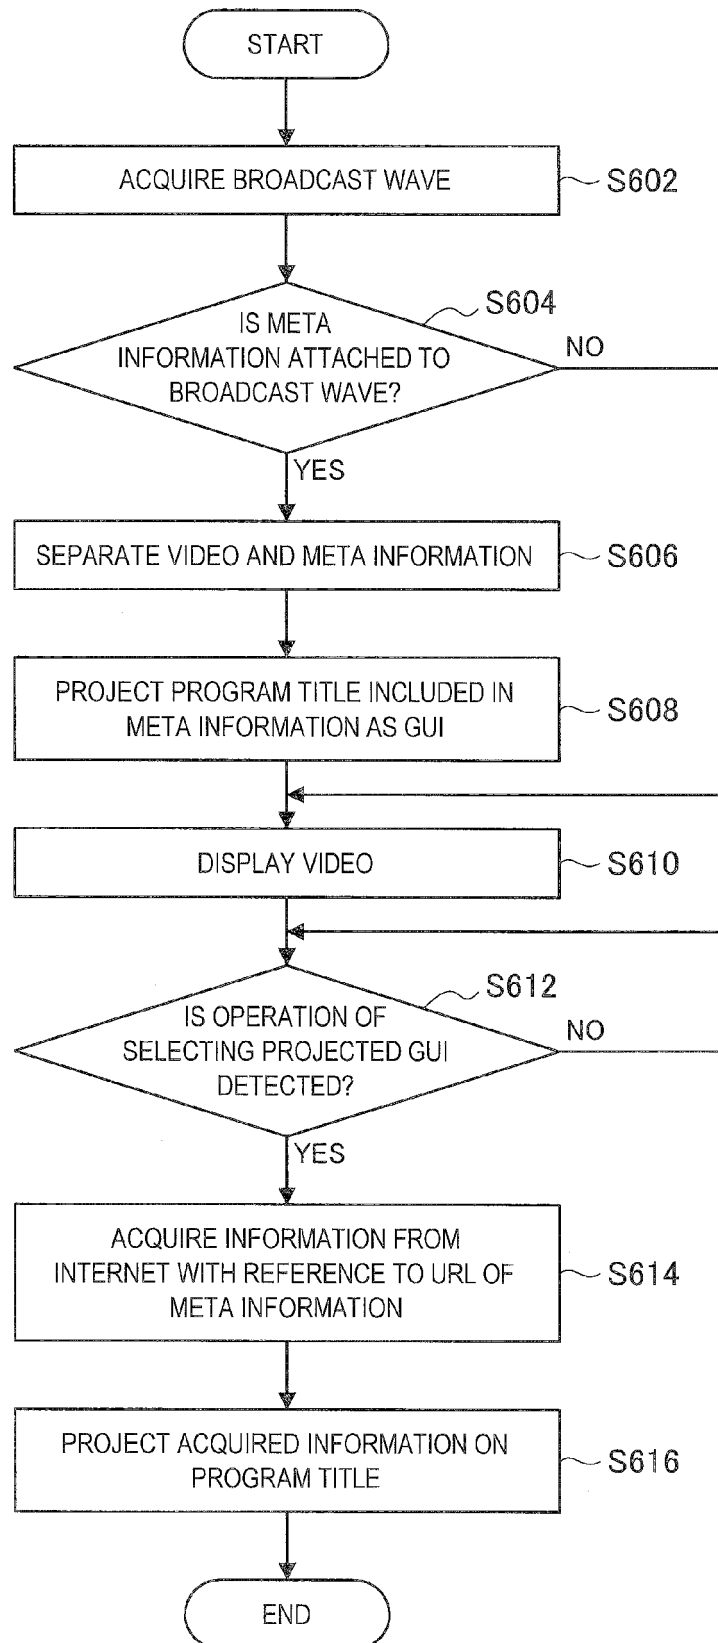 START
ACQUIRE BROADCAST WAVE
S602
S604
IS META
INFORMATION ATTACHED TO
BROADCAST WAVE?
NO
YES
SEPARATE VIDEO AND META INFORMATION
S606
PROJECT PROGRAM TITLE INCLUDED IN
META INFORMATION AS GUI
S608
DISPLAY VIDEO
S610
S612
IS OPERATION OF
SELECTING PROJECTED GUI
DETECTED?
NO
YES
ACQUIRE INFORMATION FROM
INTERNET WITH REFERENCE TO URL OF
META INFORMATION
S614
PROJECT ACQUIRED INFORMATION ON
PROGRAM TITLE
S616
END